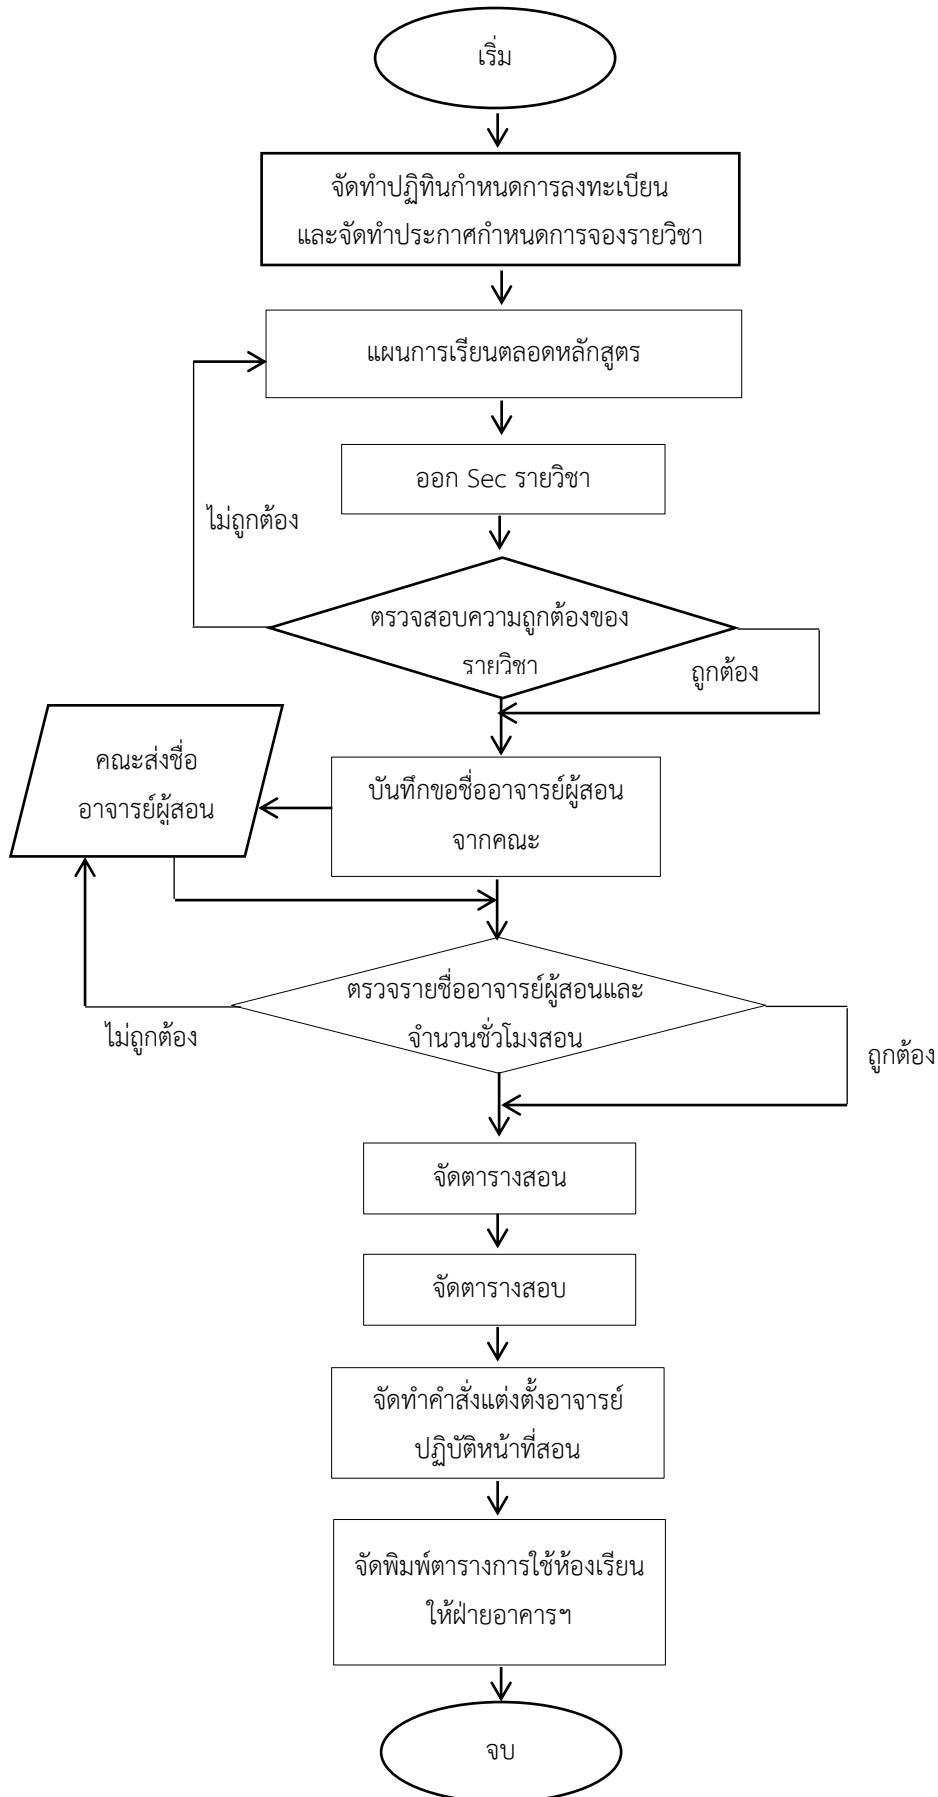 เริ่ม
จัดทำปฏิทินกำหนดการลงทะเบียน
และจัดทำประกาศกำหนดการจองรายวิชา
แผนการเรียนตลอดหลักสูตร
ออก Sec รายวิชา
ไม่ถูกต้อง
ตรวจสอบความถูกต้องของ
รายวิชา
ถูกต้อง
คณะส่งชื่อ
อาจารย์ผู้สอน
บันทึกขอชื่ออาจารย์ผู้สอน
จากคณะ
ตรวจรายชื่ออาจารย์ผู้สอนและ
จำนวนชั่วโมงสอน
ไม่ถูกต้อง
ถูกต้อง
จัดตารางสอน
จัดตารางสอบ
จัดทำคำสั่งแต่งตั้งอาจารย์
ปฏิบัติหน้าที่สอน
จัดพิมพ์ตารางการใช้ห้องเรียน
ให้ฝ่ายอาคารฯ
จบ